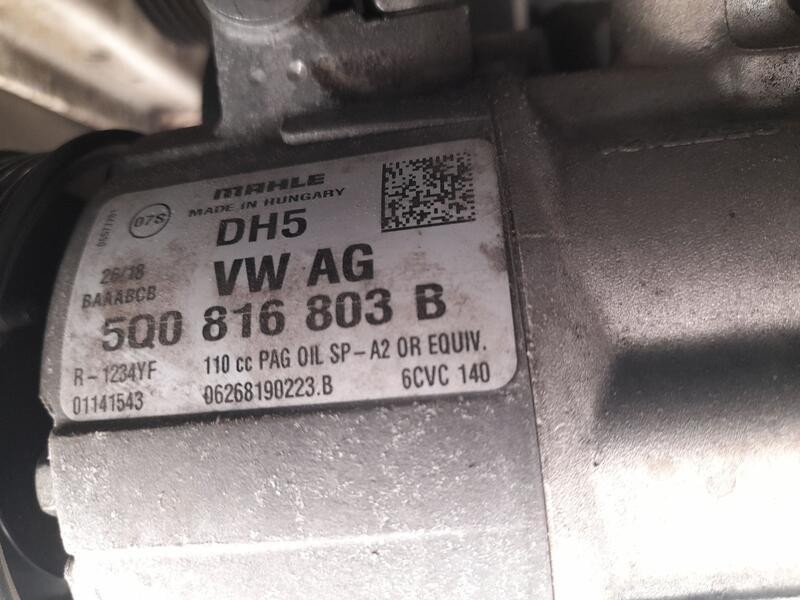 MAHLE
MADE IN HUNGARY
07S
DH5
26/18
VW AG
BAAABCB
5Q0 816 803 B
R-1234YF
110 cc PAG OIL SP-A2 OR EQUIV.
01141543
06268190223.B
6CVC 140